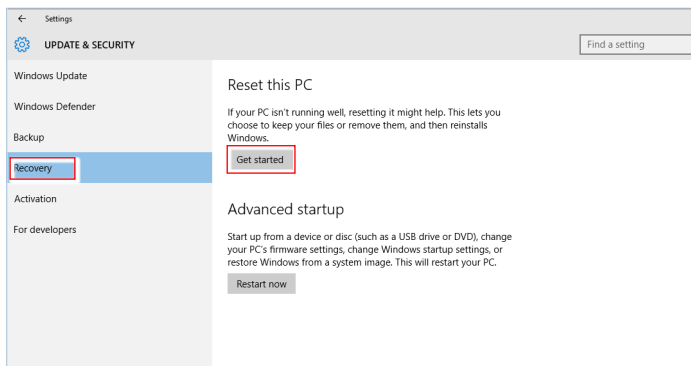 Settings
UPDATE & SECURITY
Find a setting
Windows Update
Windows Defender
Backup
Recovery
Activation
For developers
Reset this PC
If your PC isn't running well, resetting it might help. This lets you
choose to keep your files or remove them, and then reinstalls
Windows.
Get started
Advanced startup
Start up from a device or disc (such as a USB drive or DVD), change
your PC's firmware settings, change Windows startup settings, or
restore Windows from a system image. This will restart your PC.
Restart now